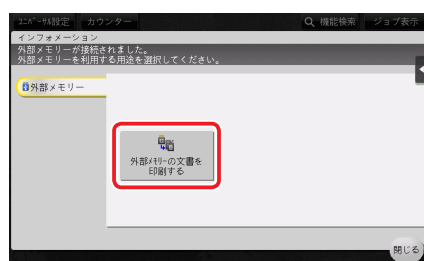 ﾕﾆﾊﾞｰｻﾙ設定 カウンター 機能検索 ジョブ表示
インフォメーション
外部メモリーが接続されました。
外部メモリーを利用する用途を選択してください。
外部メモリー
外部ﾒﾓﾘｰの文書を
印刷する
閉じる